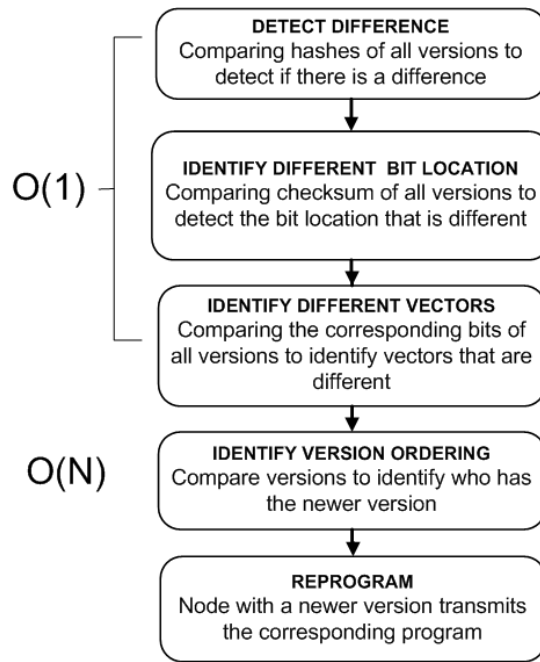 DETECT DIFFERENCE
Comparing hashes of all versions to
detect if there is a difference
O(1)
IDENTIFY DIFFERENT BIT LOCATION
Comparing checksum of all versions to
detect the bit location that is different
IDENTIFY DIFFERENT VECTORS
Comparing the corresponding bits of
all versions to identify vectors that are
different
O(N)
IDENTIFY VERSION ORDERING
Compare versions to identify who has
the newer version
REPROGRAM
Node with a newer version transmits
the corresponding program